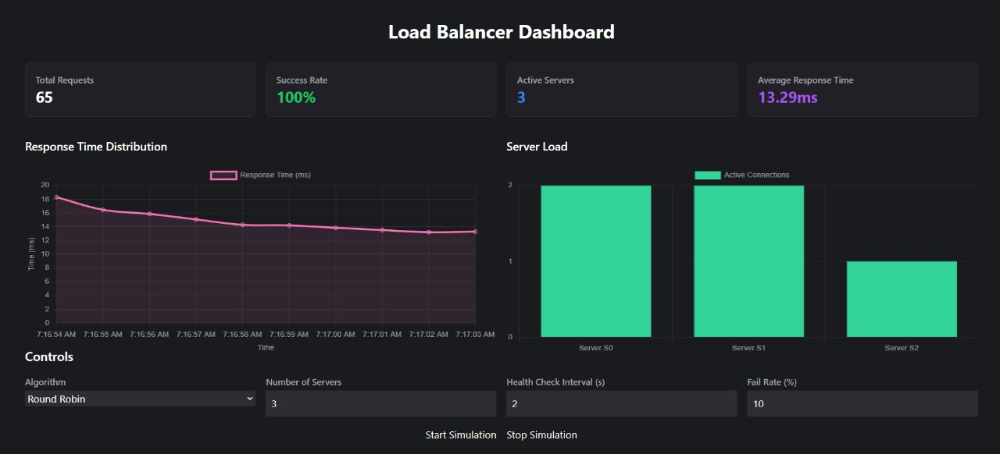 Load Balancer Dashboard
Total Requests
65
Success Rate
100%
Active Servers
3
Average Response Time
13.29ms
Response Time Distribution
Response Time (ms)
20
18
16
14
12
10
8
6
4
2
0
Time (ms)
7:16:54 AM 7:16:55 AM 7:16:56 AM 7:16:57 AM 7:16:58 AM 7:16:59 AM 7:17:00 AM 7:17:01 AM 7:17:02 AM 7:17:03 AM
Time
Server Load
Active Connections
2
1
0
Server S0 Server S1 Server S2
Controls
Algorithm
Round Robin
Number of Servers
3
Health Check Interval (s)
2
Fail Rate (%)
10
Start Simulation Stop Simulation